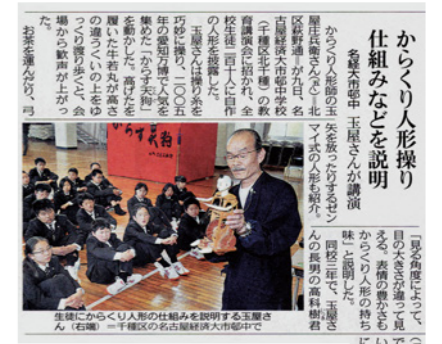 からくり人形操り
仕組みなどを説明
名経大市邨中 玉屋さんが講演
からくり人形師の玉
屋庄兵衛さん()=北
区萩野通=が九日、名
古屋経済大市邨中学校
(千種区北千種)の教
育講演会に招かれ、全
校生徒二百十人に自作
の人形を披露した。
玉屋さんは操り糸を
巧妙に操り、二〇〇五
年の愛知万博で人気を
集めた「からす天狗」
を動かした。高げたを
履いた牛若丸が高さ
の違うくいの上をゆ
っくり渡り歩くと、会
場から歓声が上がっ
た。
お茶を運んだり、弓
矢を放ったりするゼン
マイ式の人形も紹介。
「見る角度によって、
目の大きさが違って見
える。表情の豊かさも
からくり人形の持ち
味」と説明した。
同校三年で、玉屋さ
んの長男の高科樹君
からす天狗
生徒にからくり人形の仕組みを説明する玉屋さ
ん(右端)=千種区の名古屋経済大市邨中で